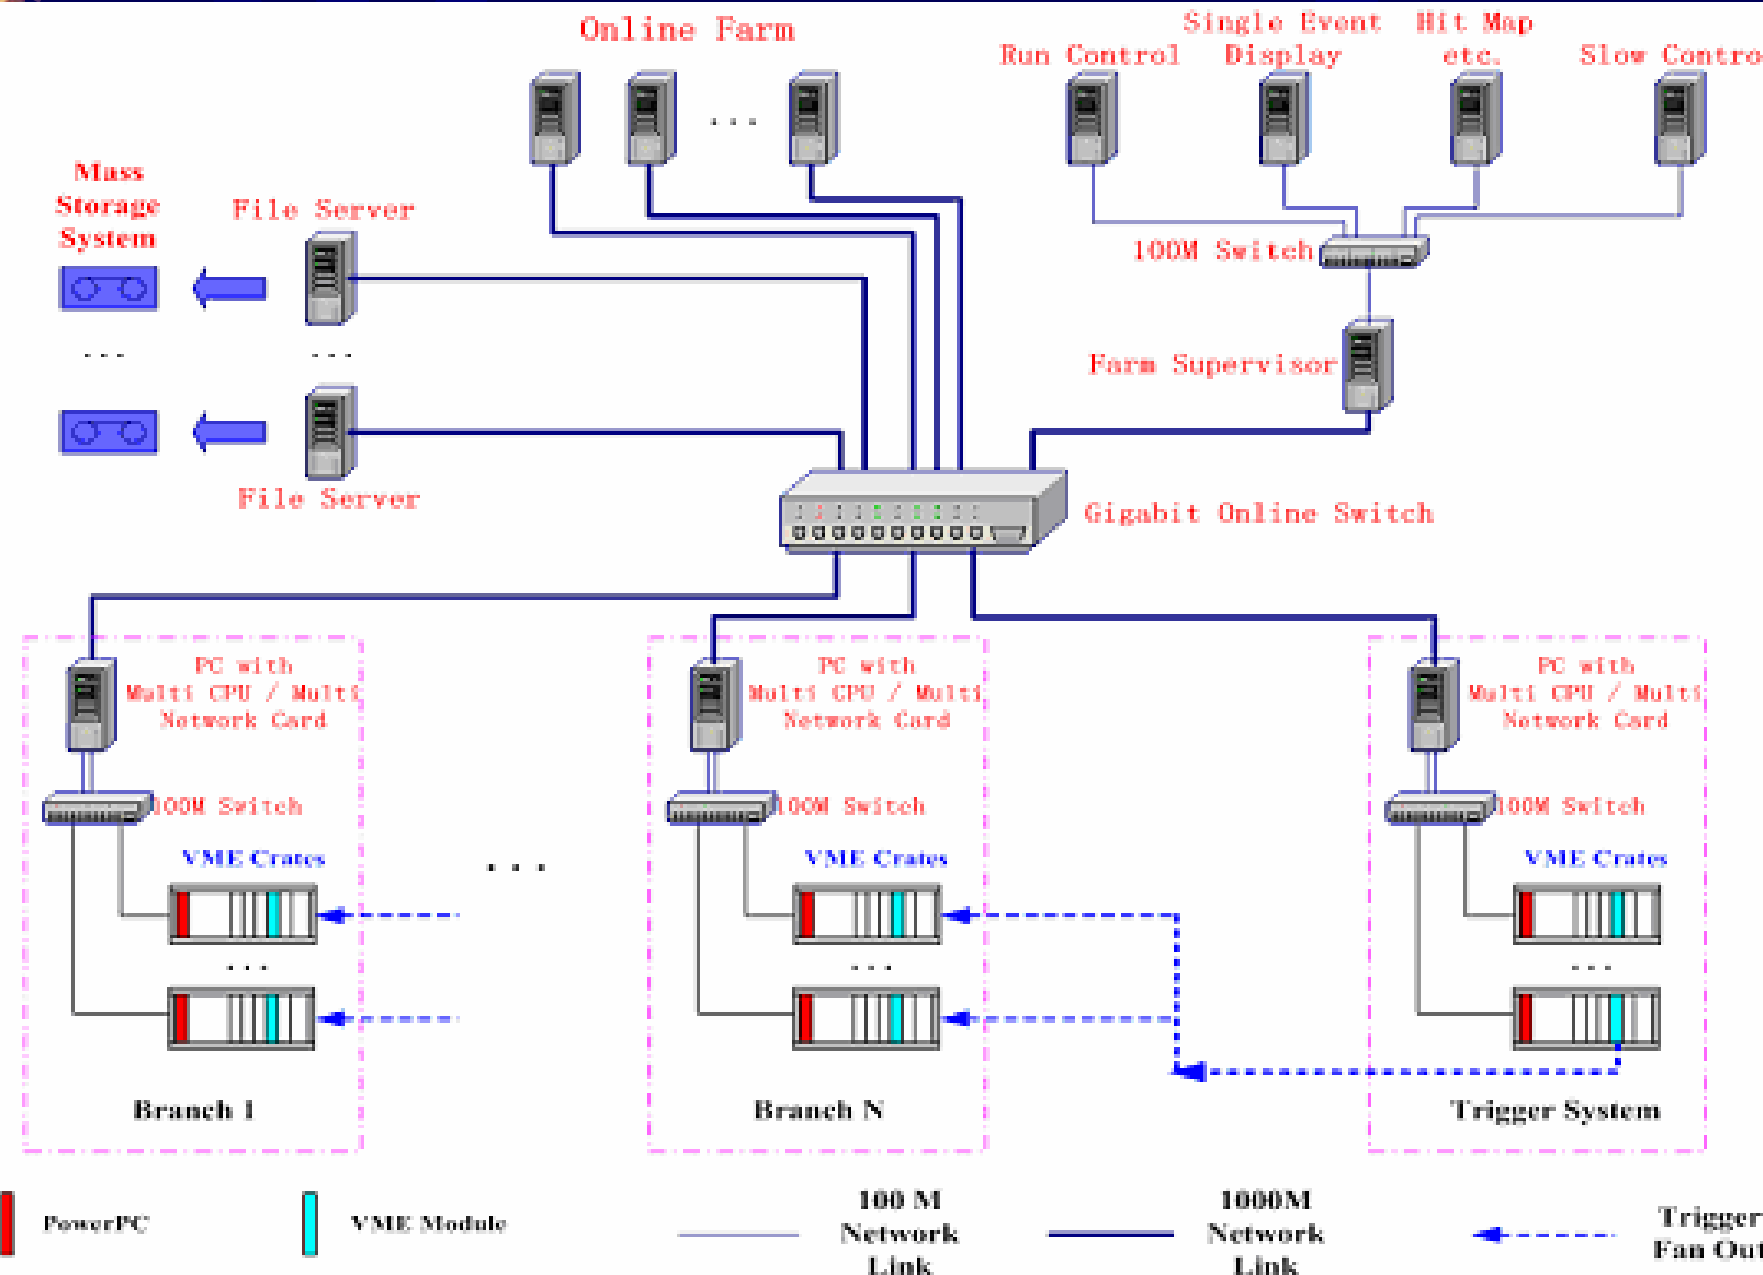 Online Farm
Single Event
Display
Hit Map
etc.
Run Control
Slow Contro
Mass
Storage
System
File Server
100M Switch
. . .
. . .
. . .
Farm Supervisor
File Server
Gigabit Online Switch
PC with
Multi CPU / Multi
Network Card
PC with
Multi CPU / Multi
Network Card
PC with
Multi CPU / Multi
Network Card
100M Switch
100M Switch
100M Switch
VME Crates
VME Crates
VME Crates
. . .
. . .
. . .
. . .
Branch 1
Branch N
Trigger System
PowerPC
VME Module
100 M
Network
Link
1000M
Network
Link
Trigger
Fan Out